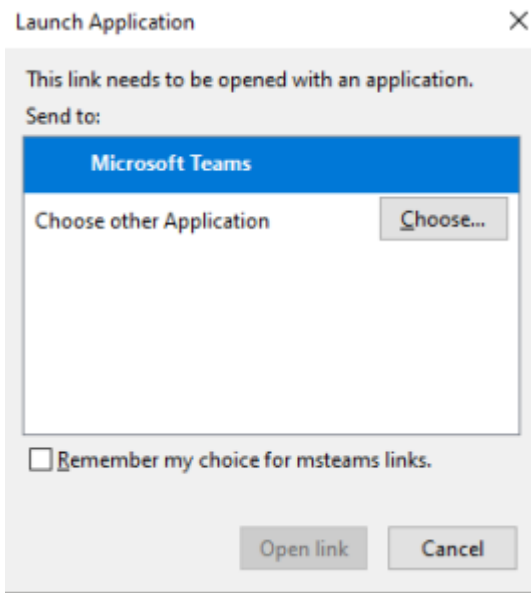 Launch Application
This link needs to be opened with an application.
Send to:
Microsoft Teams
Choose other Application
Choose...
Remember my choice for msteams links.
Open link
Cancel